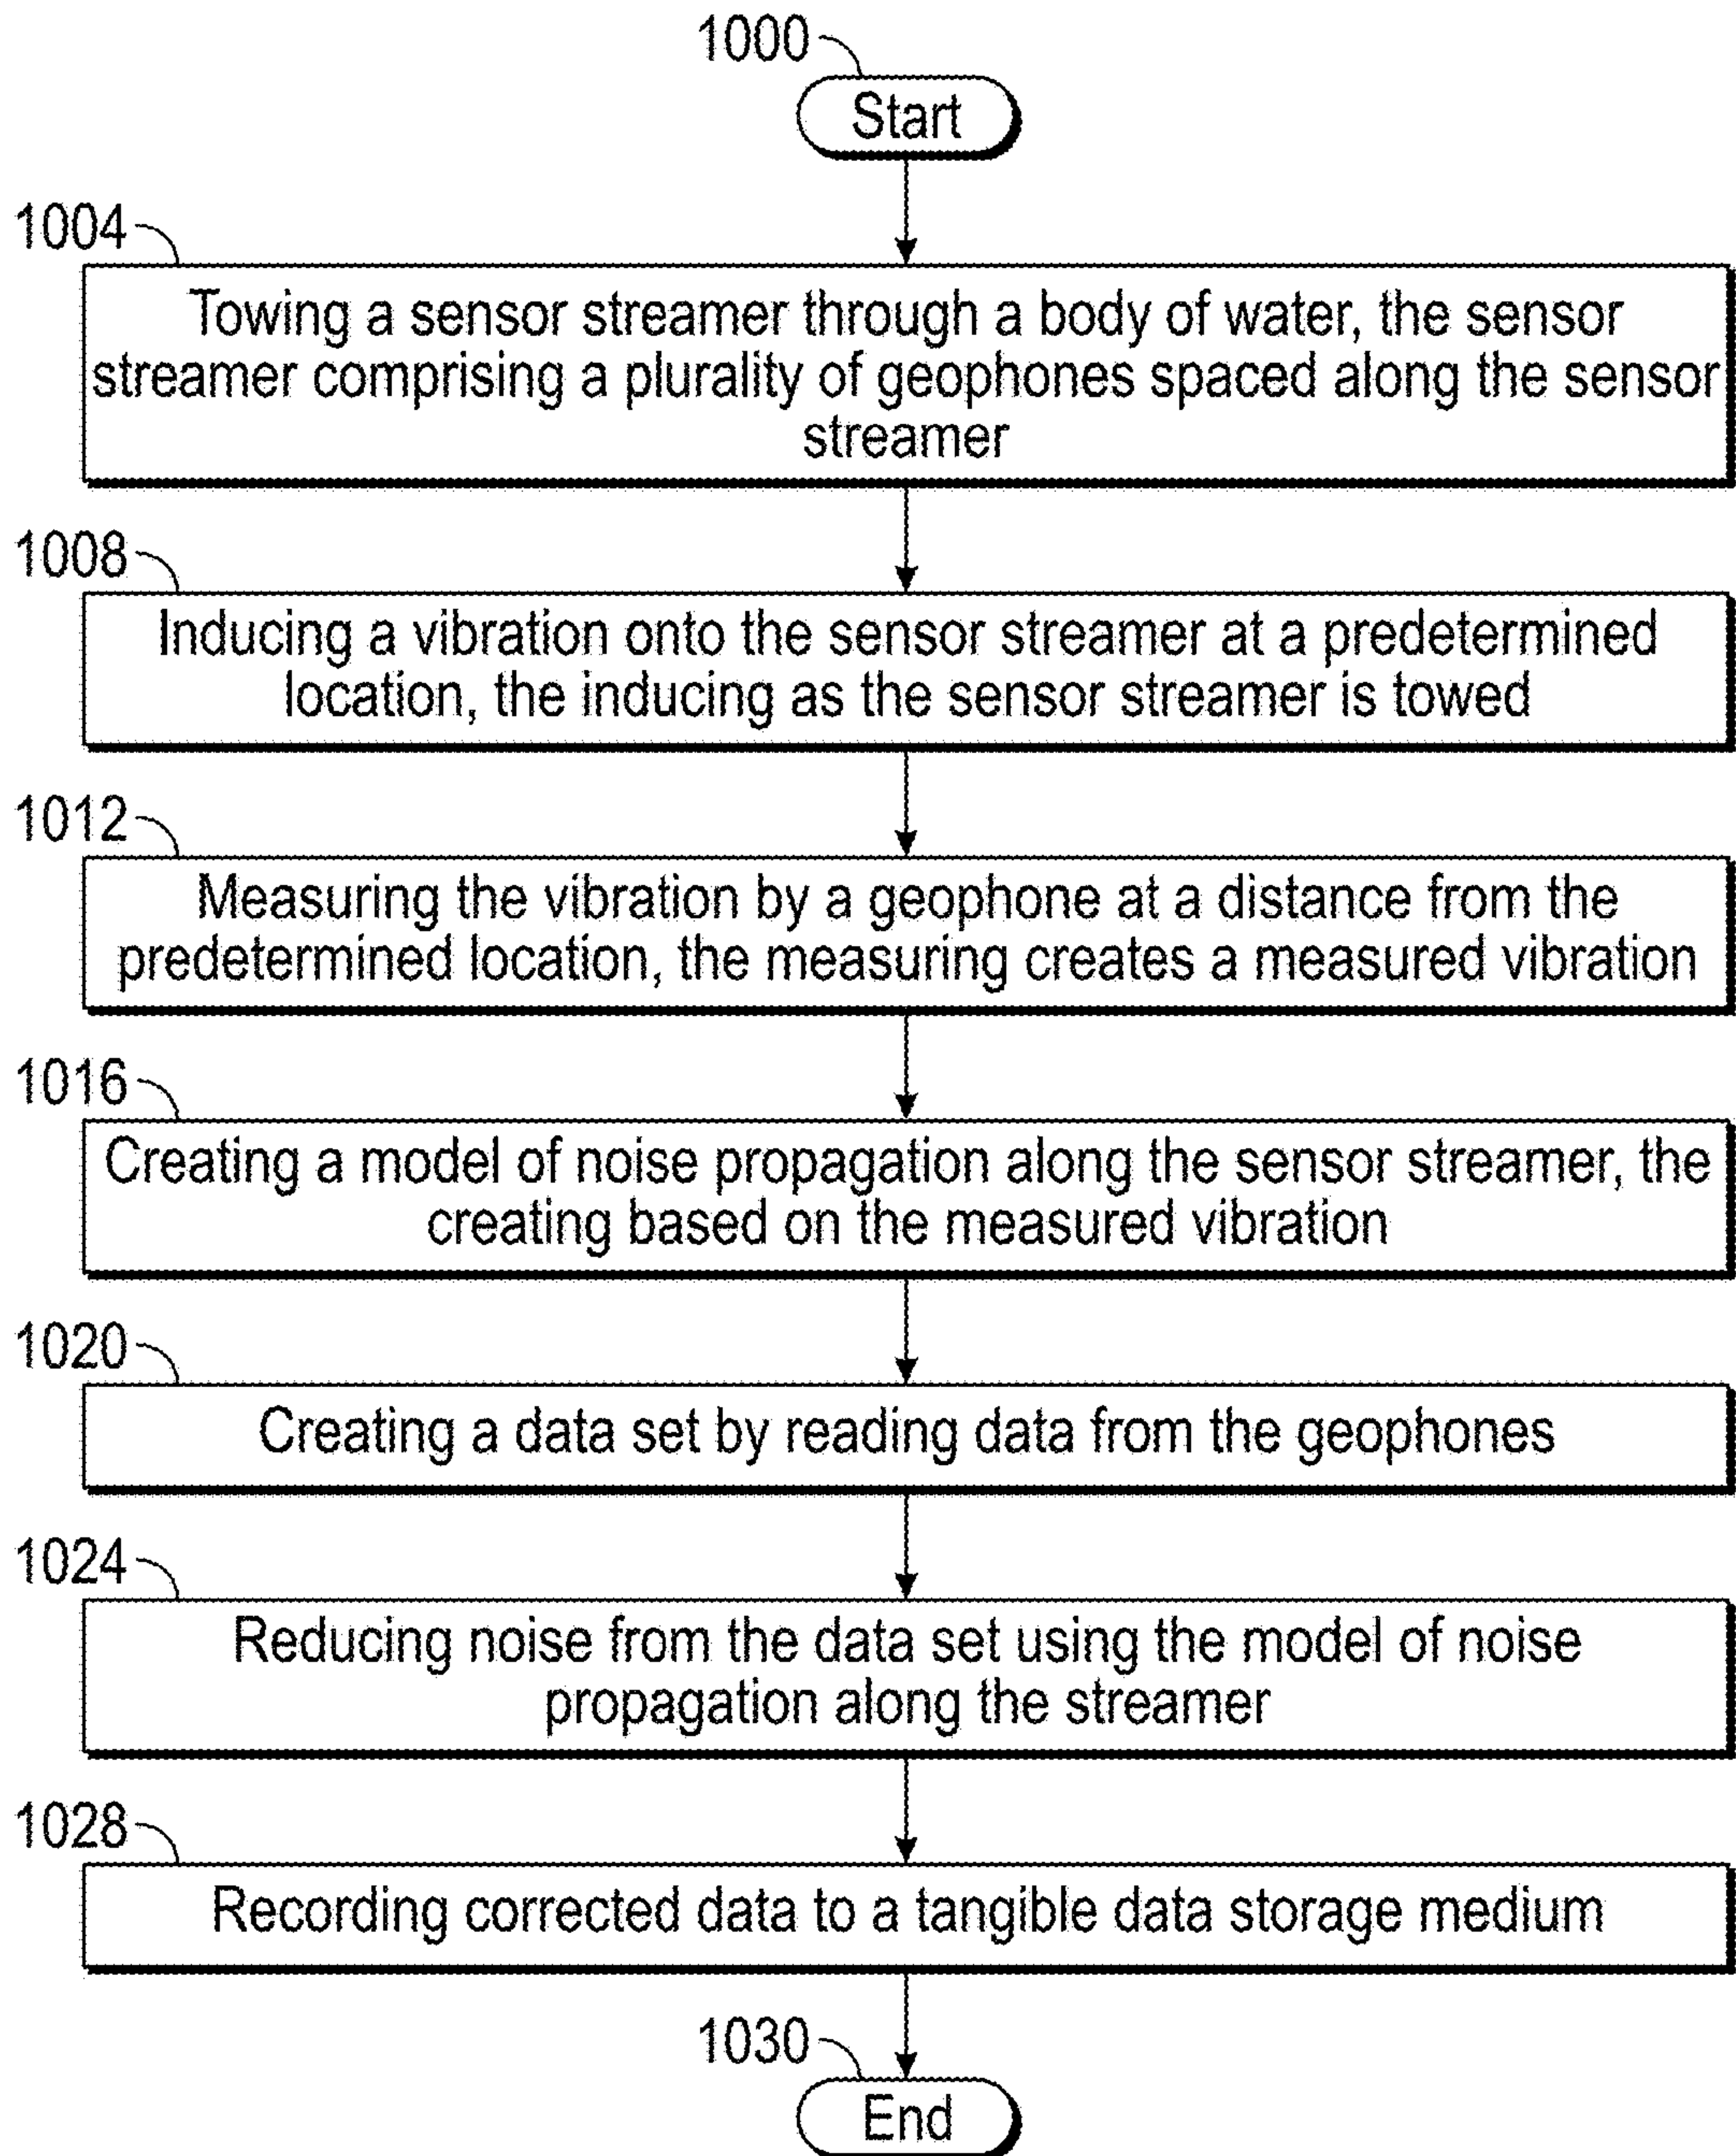 1000
Start
1004
Towing a sensor streamer through a body of water, the sensor
streamer comprising a plurality of geophones spaced along the sensor
streamer
1008
Inducing a vibration onto the sensor streamer at a predetermined
location, the inducing as the sensor streamer is towed
1012
Measuring the vibration by a geophone at a distance from the
predetermined location, the measuring creates a measured vibration
1016
Creating a model of noise propagation along the sensor streamer, the
creating based on the measured vibration
1020
Creating a data set by reading data from the geophones
1024
Reducing noise from the data set using the model of noise
propagation along the streamer
1028
Recording corrected data to a tangible data storage medium
1030
End